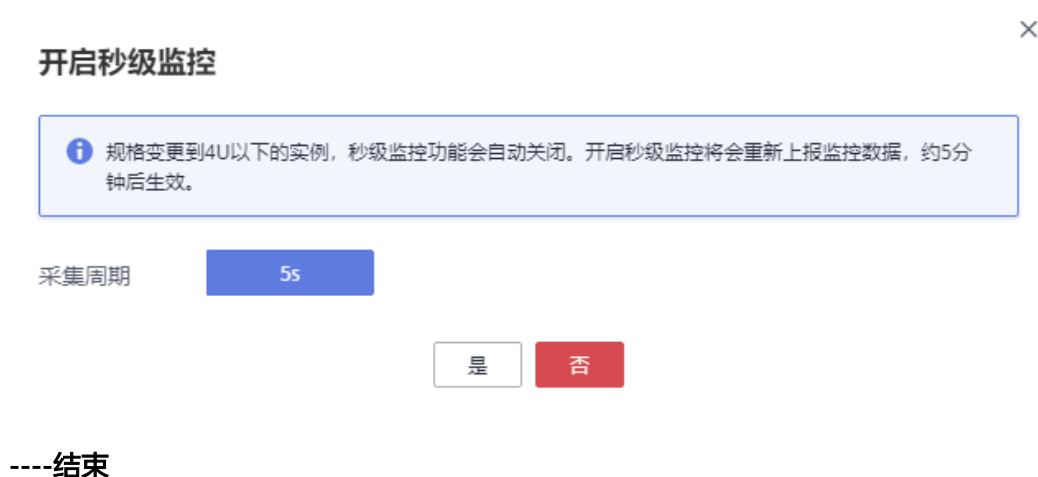 开启秒级监控
规格变更到4U以下的实例，秒级监控功能会自动关闭。开启秒级监控将会重新上报监控数据，约5分
钟后生效。
采集周期 5s
是 否
----结束